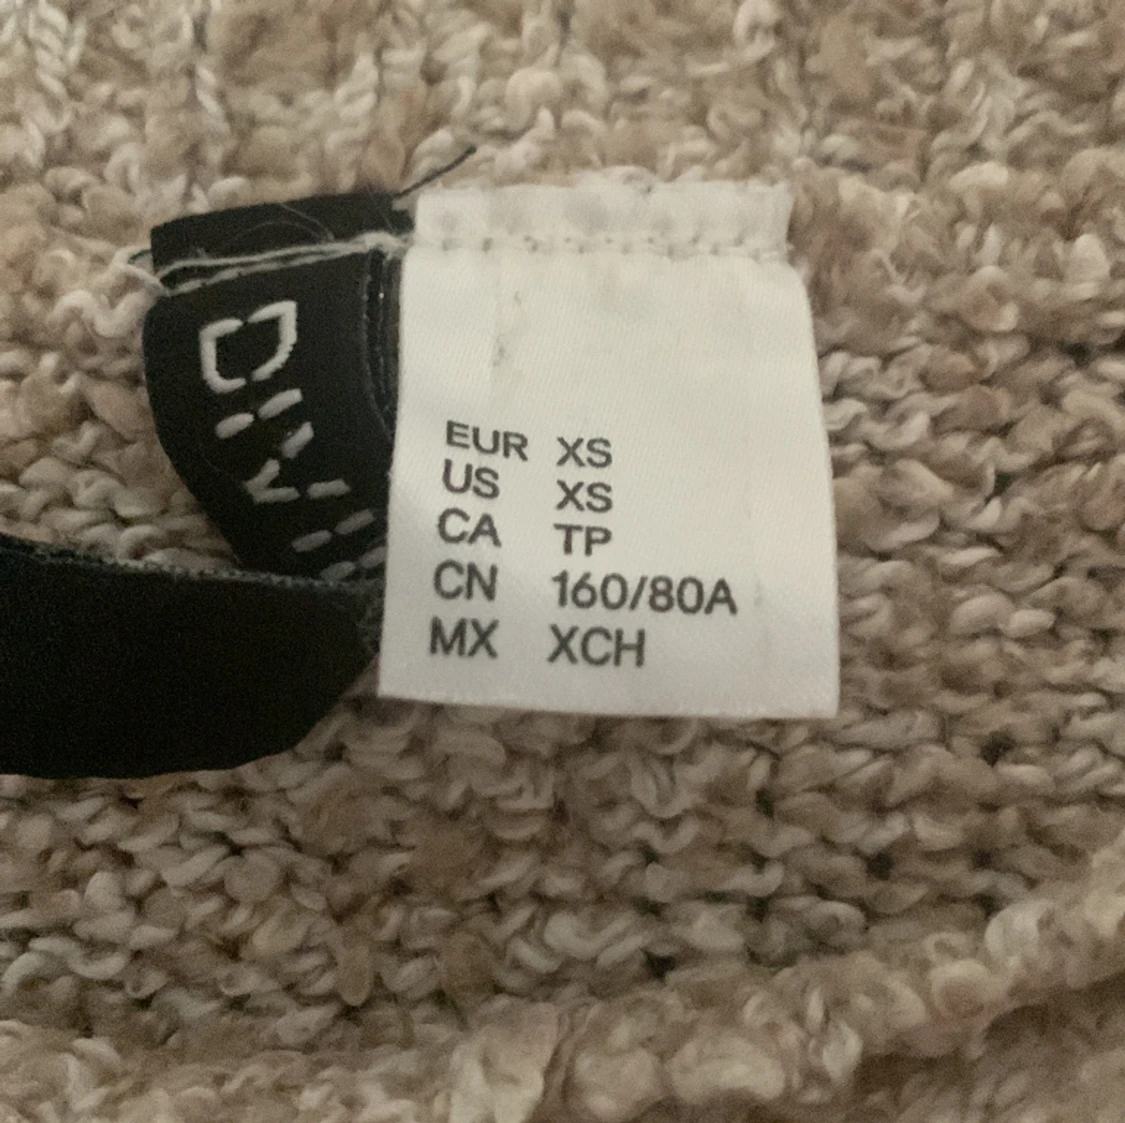 EUR XS
US XS
CA TP
CN 160/80A
MX XCH